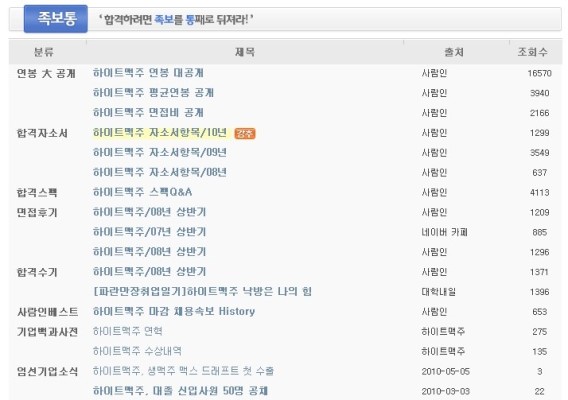 족보통 '합격하려면 족보를 통째로 뒤져라!'
분류 제목 출처 조회수
연봉 大 공개 하이트맥주 연봉 대공개 사람인 16570
하이트맥주 평균연봉 공개 사람인 3940
하이트맥주 면접비 공개 사람인 2166
합격자소서 하이트맥주 자소서항목/10년 강추 사람인 1299
하이트맥주 자소서항목/09년 사람인 3549
하이트맥주 자소서항목/08년 사람인 637
합격스펙 하이트맥주 스펙Q&A 사람인 4113
면접후기 하이트맥주/08년 상반기 사람인 1209
하이트맥주/07년 상반기 네이버 카페 885
하이트맥주/08년 상반기 사람인 1296
합격수기 하이트맥주/08년 상반기 사람인 1371
[파란만장취업일기]하이트맥주 낙방은 나의 힘 대학내일 1396
사람인베스트 하이트맥주 마감 채용속보 History 사람인 653
기업백과사전 하이트맥주 연혁 하이트맥주 275
하이트맥주 수상내역 하이트맥주 135
엄선기업소식 하이트맥주, 생맥주 맥스 드래프트 첫 수출 2010-05-05 3
하이트맥주, 대졸 신입사원 50명 공채 2010-03-03 22